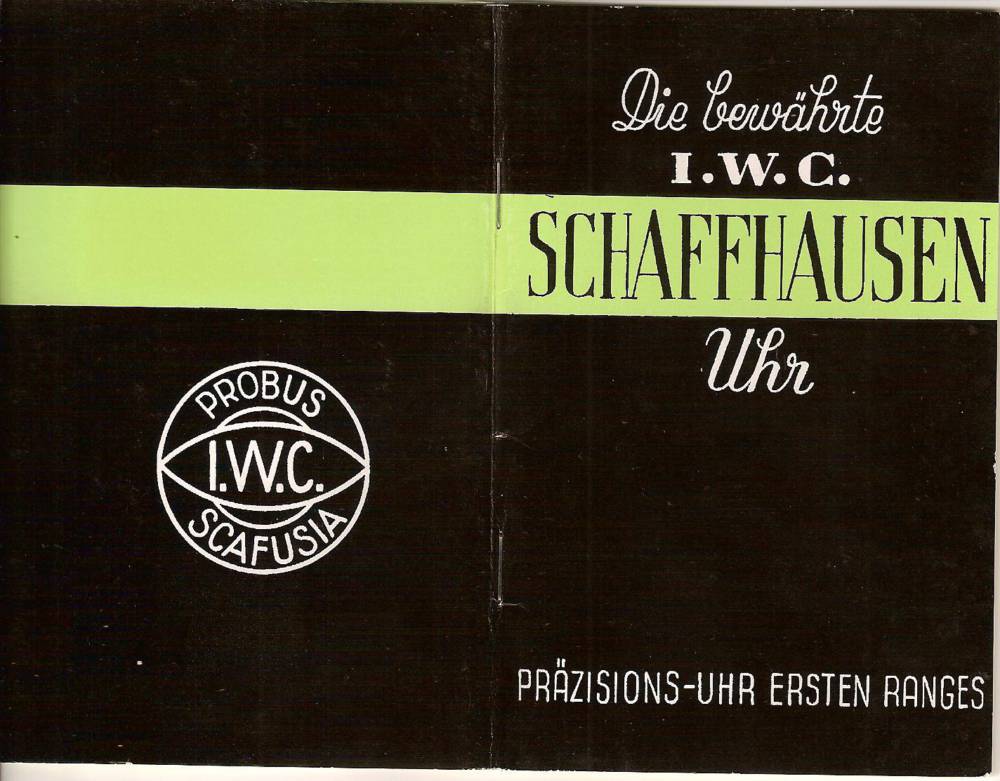 Die bewährte
I.W.C.
SCHAFFHAUSEN
Uhr
PRÄZISIONS-UHR ERSTEN RANGES
PROBUS
I.W.C.
SCAFUSIA